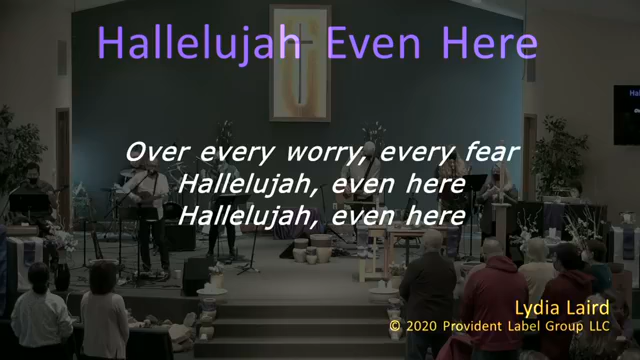 Hallelujah Even Here
Over every worry, every fear
Hallelujah, even here
Hallelujah, even here
Lydia Laird
© 2020 Provident Label Group LLC